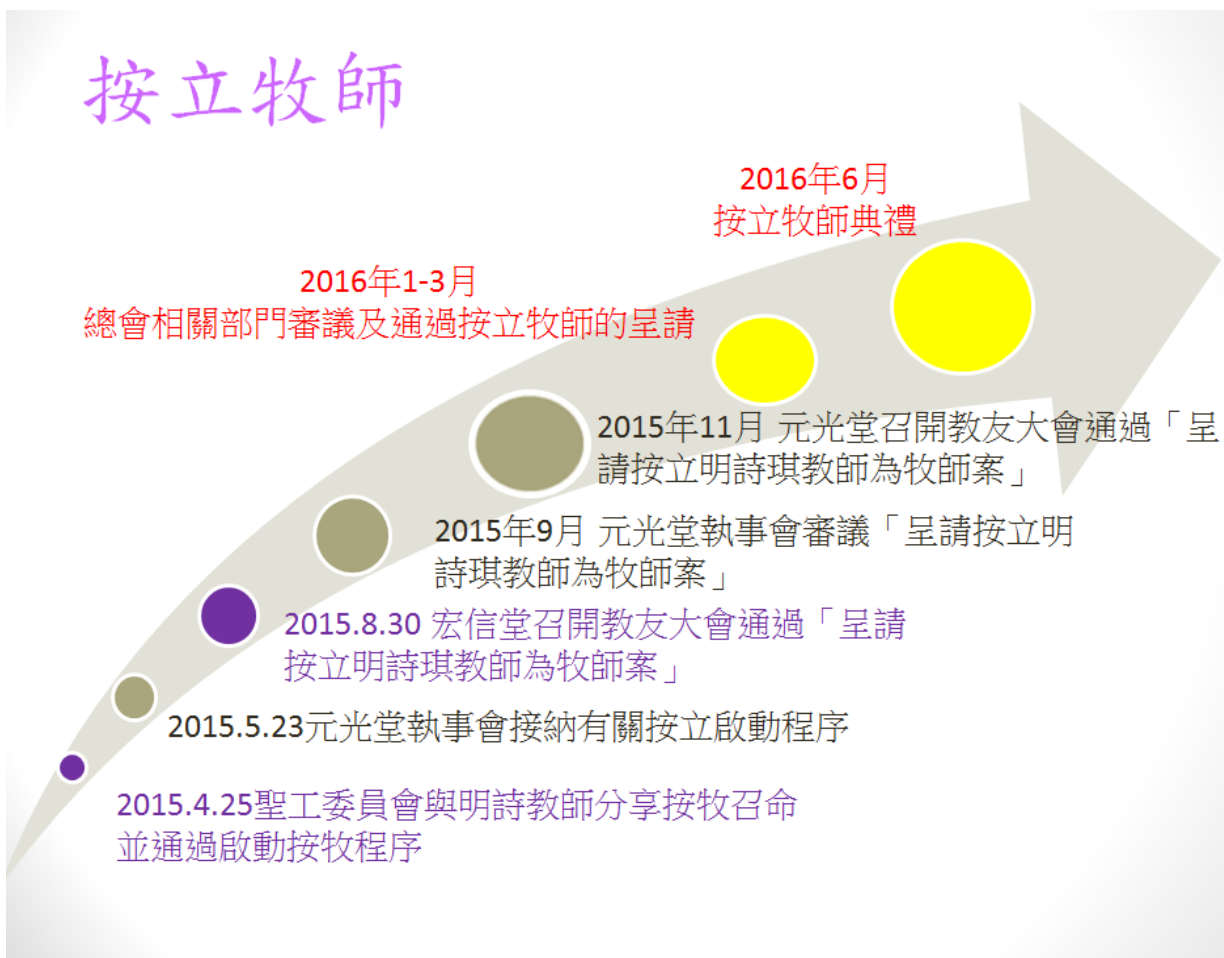 按立牧師
2016年6月
按立牧師典禮
2016年1-3月
總會相關部門審議及通過按立牧師的呈請
2015年11月 元光堂召開教友大會通過「呈
請按立明詩琪教師為牧師案」
2015年9月 元光堂執事會審議「呈請按立明
詩琪教師為牧師案」
2015.8.30 宏信堂召開教友大會通過「呈請
按立明詩琪教師為牧師案」
2015.5.23元光堂執事會接納有關按立啟動程序
2015.4.25聖工委員會與明詩教師分享按牧召命
並通過啟動按牧程序